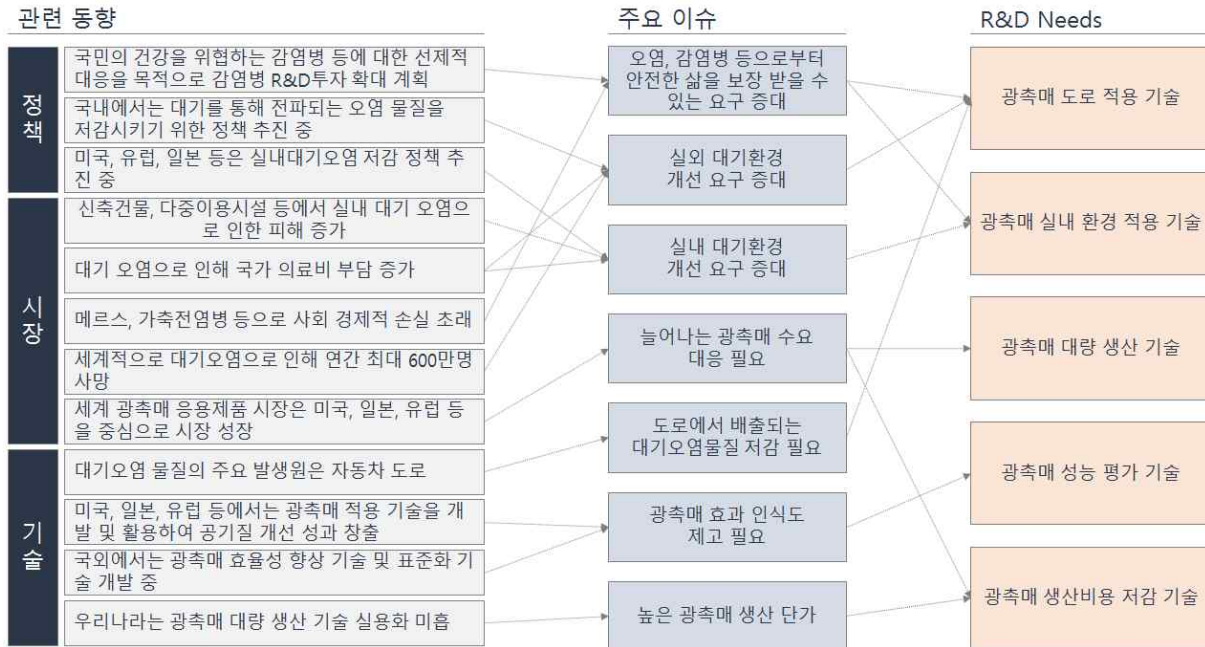 관련 동향
주요 이슈
R&D Needs
정책
국민의 건강을 위협하는 감염병 등에 대한 선제적
대응을 목적으로 감염병 R&D투자 확대 계획
국내에서는 대기를 통해 전파되는 오염 물질을
저감시키기 위한 정책 추진 중
미국, 유럽, 일본 등은 실내대기오염 저감 정책 추
진 중
시장
신축건물, 다중이용시설 등에서 실내 대기 오염으
로 인한 피해 증가
대기 오염으로 인해 국가 의료비 부담 증가
메르스, 가축전염병 등으로 사회 경제적 손실 초래
세계적으로 대기오염으로 인해 연간 최대 600만명
사망
세계 광촉매 응용제품 시장은 미국, 일본, 유럽 등
을 중심으로 시장 성장
기술
대기오염 물질의 주요 발생원은 자동차 도로
미국, 일본, 유럽 등에서는 광촉매 적용 기술을 개
발 및 활용하여 공기질 개선 성과 창출
국외에서는 광촉매 효율성 향상 기술 및 표준화 기
술 개발 중
우리나라는 광촉매 대량 생산 기술 실용화 미흡
오염, 감염병 등으로부터
안전한 삶을 보장 받을 수
있는 요구 증대
실외 대기환경
개선 요구 증대
실내 대기환경
개선 요구 증대
늘어나는 광촉매 수요
대응 필요
도로에서 배출되는
대기오염물질 저감 필요
광촉매 효과 인식도
제고 필요
높은 광촉매 생산 단가
광촉매 도로 적용 기술
광촉매 실내 환경 적용 기술
광촉매 대량 생산 기술
광촉매 성능 평가 기술
광촉매 생산비용 저감 기술